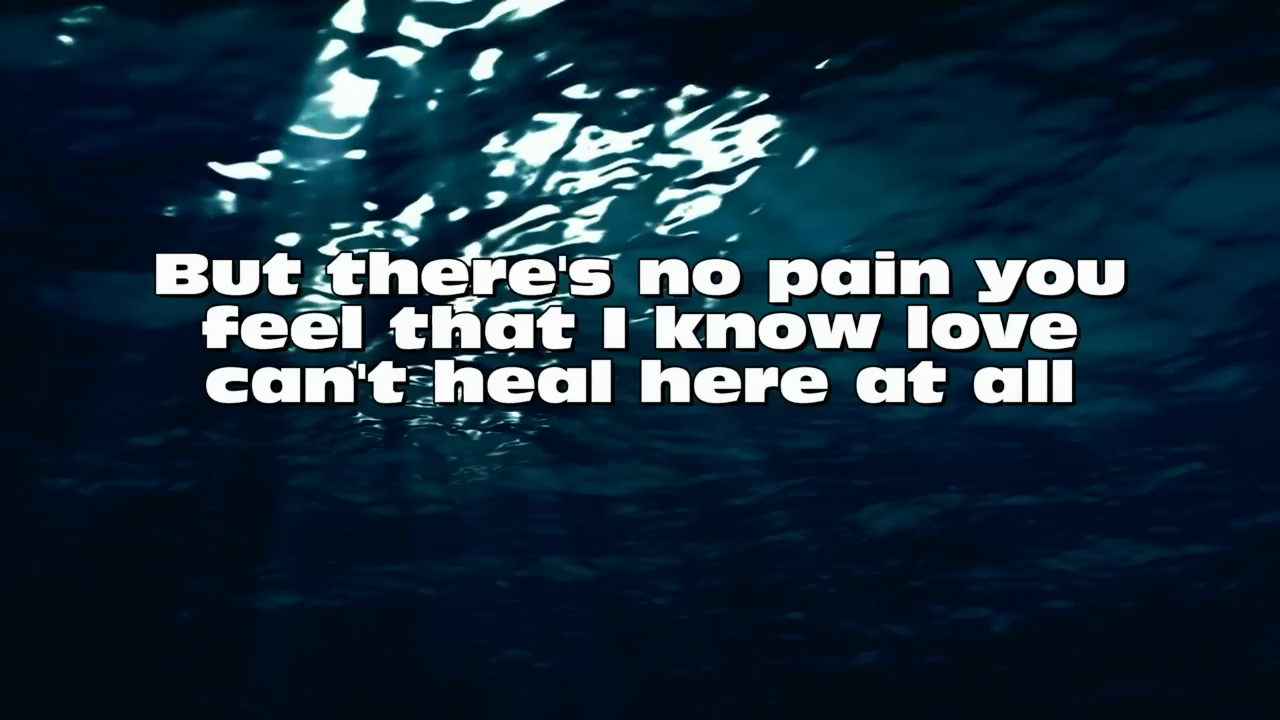 But there's no pain you
feel that I know love
can't heal here at all